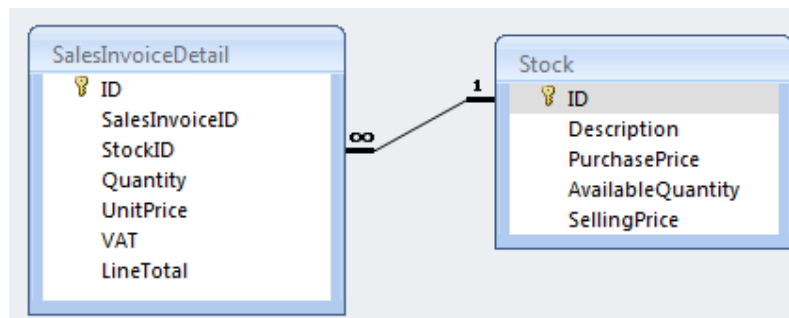 SalesInvoiceDetail
ID
SalesInvoiceID
StockID
Quantity
UnitPrice
VAT
LineTotal
∞
1
Stock
ID
Description
PurchasePrice
AvailableQuantity
SellingPrice